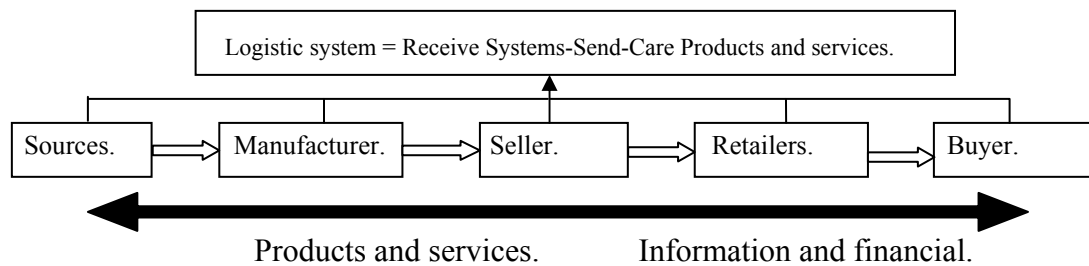 Logistic system = Receive Systems-Send-Care Products and services.
Sources. Manufacturer. Seller. Retailers. Buyer.
Products and services. Information and financial.